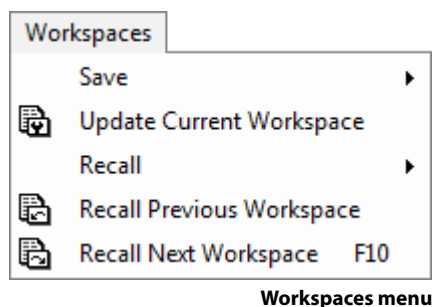 Workspaces
Save
Update Current Workspace
Recall
Recall Previous Workspace
Recall Next Workspace F10
Workspaces menu